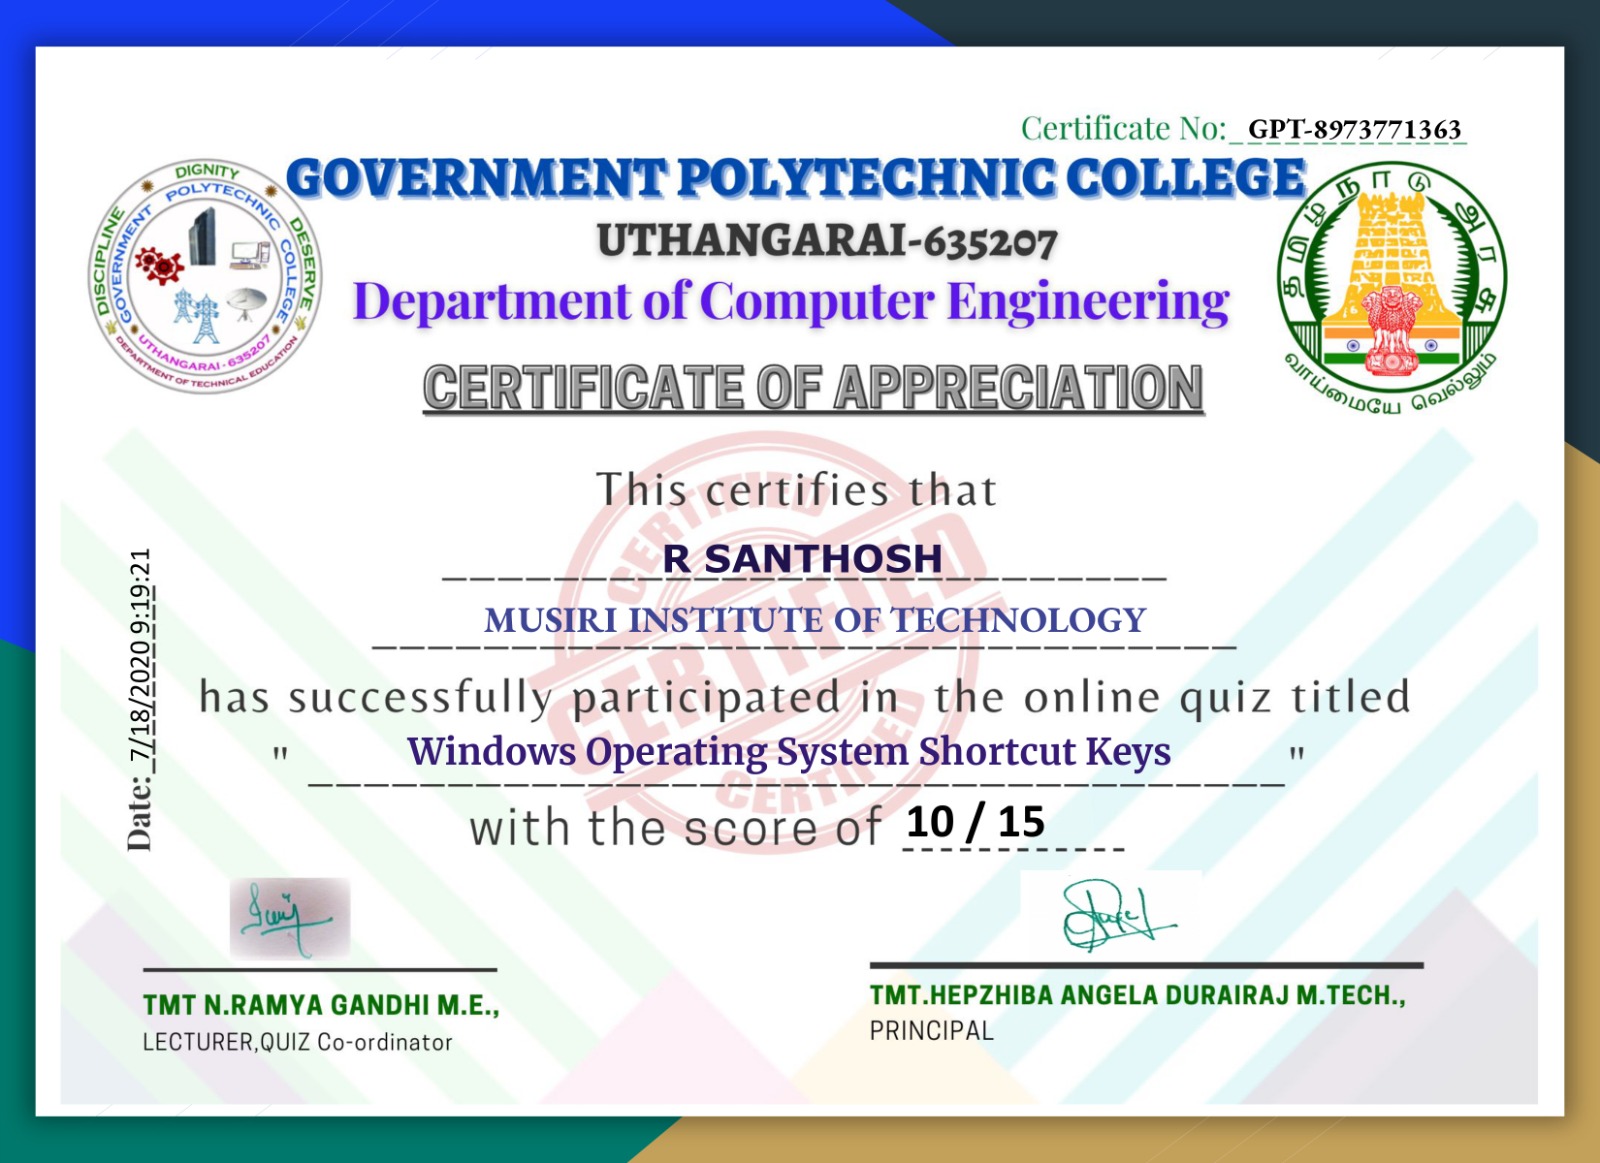 Certificate No: GPT-8973771363
GOVERNMENT POLYTECHNIC COLLEGE
UTHANGARAI-635207
Department of Computer Engineering
CERTIFICATE OF APPRECIATION
DISCIPLINE DIGNITY DESERVE
GOVERNMENT POLYTECHNIC COLLEGE
UTHANGARAI-635207
DEPARTMENT OF TECHNICAL EDUCATION
தமிழ்நாடு அரசு
வாய்மையே வெல்லும்
This certifies that
R SANTHOSH
MUSIRI INSTITUTE OF TECHNOLOGY
has successfully participated in the online quiz titled
" Windows Operating System Shortcut Keys "
with the score of 10 / 15
CERTIFIED
CERTIFIED
CERTIFIED
Date: 7/18/2020 9:19:21
TMT N.RAMYA GANDHI M.E.,
LECTURER,QUIZ Co-ordinator
TMT.HEPZHIBA ANGELA DURAIRAJ M.TECH.,
PRINCIPAL